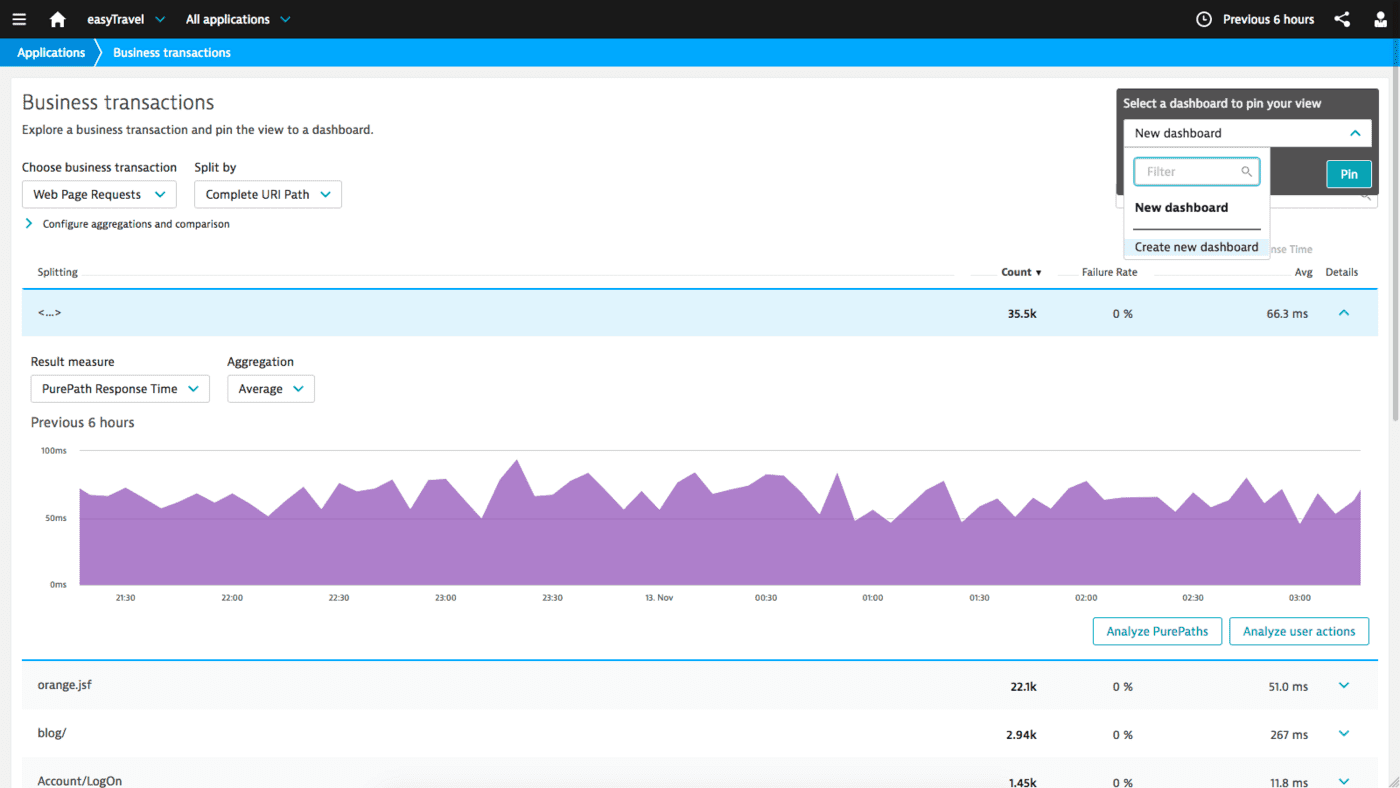 easyTravel All applications Previous 6 hours
Applications Business transactions
Business transactions
Explore a business transaction and pin the view to a dashboard.
Select a dashboard to pin your view
New dashboard
Filter
Pin
New dashboard
Create new dashboard
Choose business transaction Split by
Web Page Requests Complete URI Path
Configure aggregations and comparison
Time
Splitting Count ▼ Failure Rate Avg Details
<...> 35.5k 0 % 66.3 ms
Result measure Aggregation
PurePath Response Time Average
Previous 6 hours
100ms
50ms
0ms
21:30 22:00 22:30 23:00 23:30 13. Nov 00:30 01:00 01:30 02:00 02:30 03:00
Analyze PurePaths Analyze user actions
orange.jsf 22.1k 0 % 51.0 ms
blog/ 2.94k 0 % 267 ms
Account/LogOn 1.45k 0 % 11.8 ms